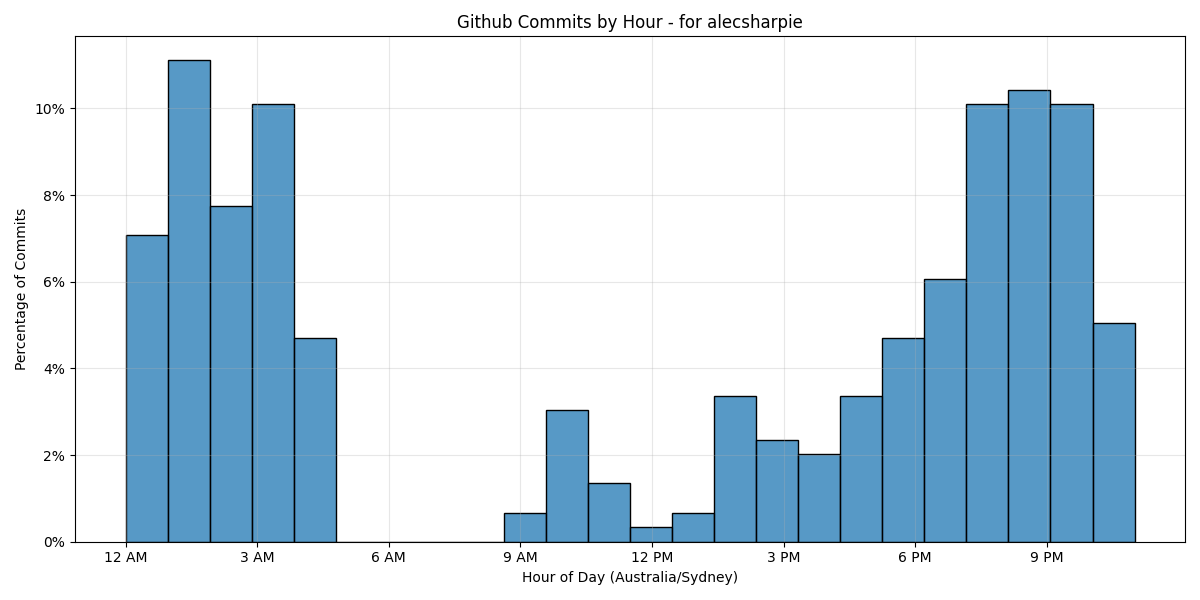 Github Commits by Hour - for alecsharpie
Percentage of Commits
10%
8%
6%
4%
2%
0%
12 AM 3 AM 6 AM 9 AM 12 PM 3 PM 6 PM 9 PM
Hour of Day (Australia/Sydney)